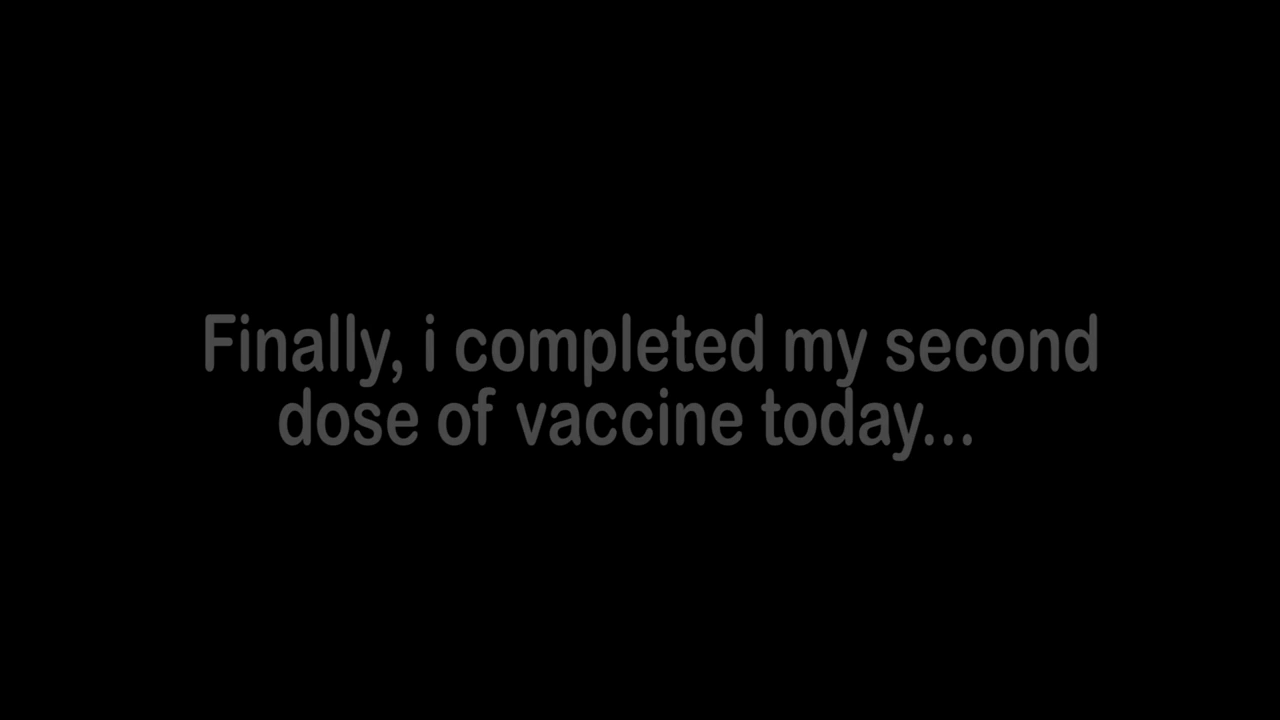 Finally, i completed my second
dose of vaccine today...